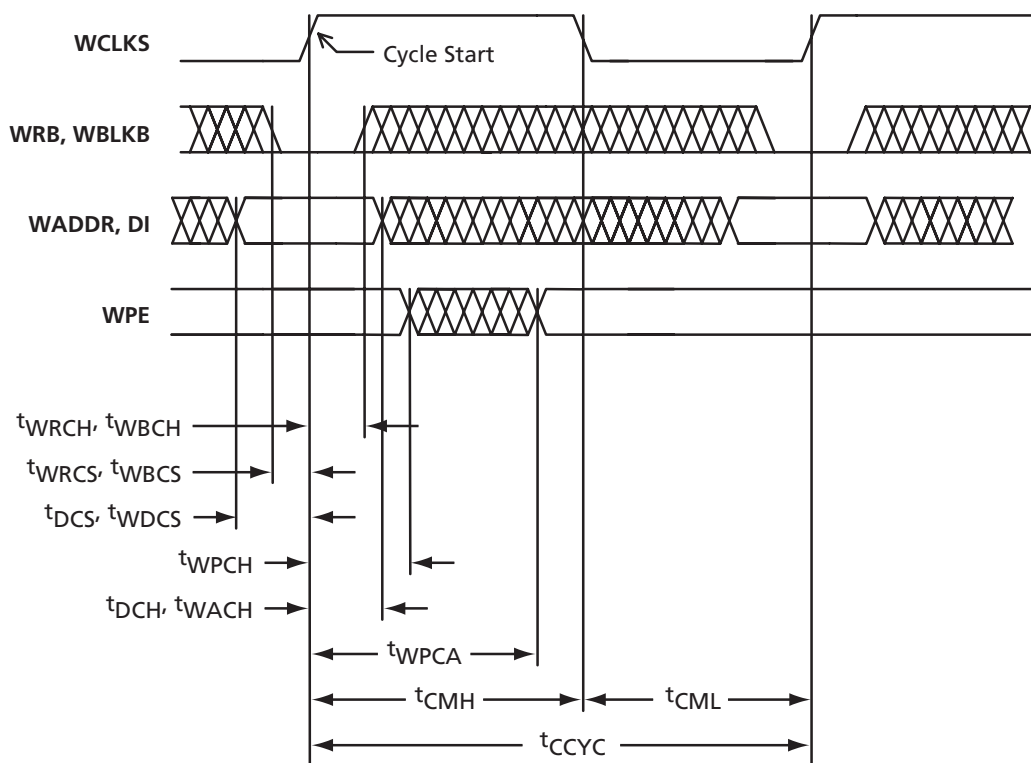 WCLKS
Cycle Start
WRB, WBLKB
WADDR, DI
WPE
tWRCH, tWBCH
tWRCS, tWBCS
tDCS, tWDCS
tWPCH
tDCH, tWACH
tWPCA
tCMH
tCML
tCCYC